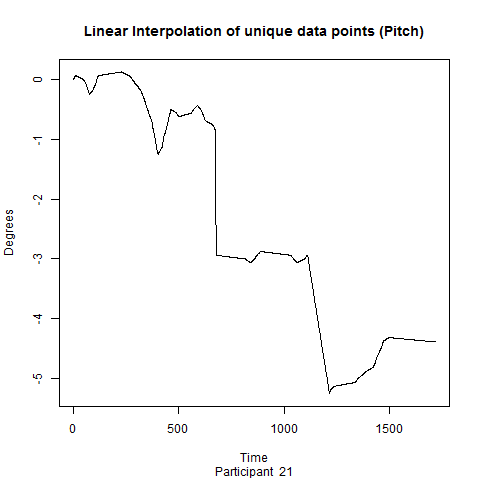 Linear Interpolation of unique data points (Pitch)
0
-1
-2
-3
-4
-5
Degrees
0 500 1000 1500
Time
Participant 21